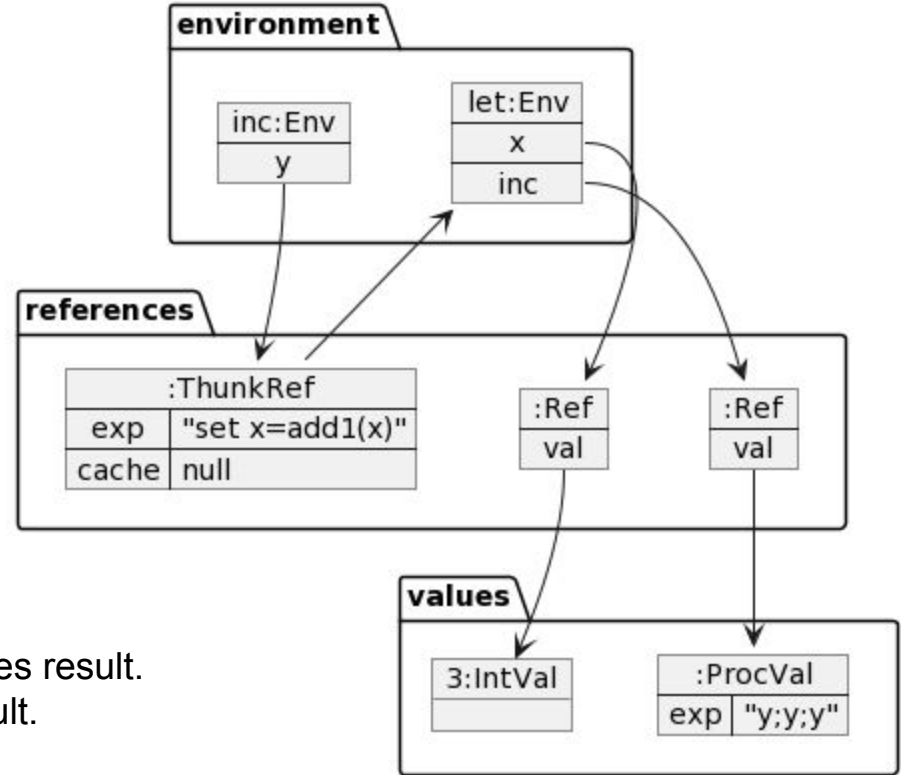 environment
inc:Env
y
let:Env
x
inc
references
:ThunkRef
exp "set x=add1(x)"
cache null
:Ref
val
:Ref
val
values
3:IntVal
:ProcVal
exp "y;y;y"
es result.
ult.